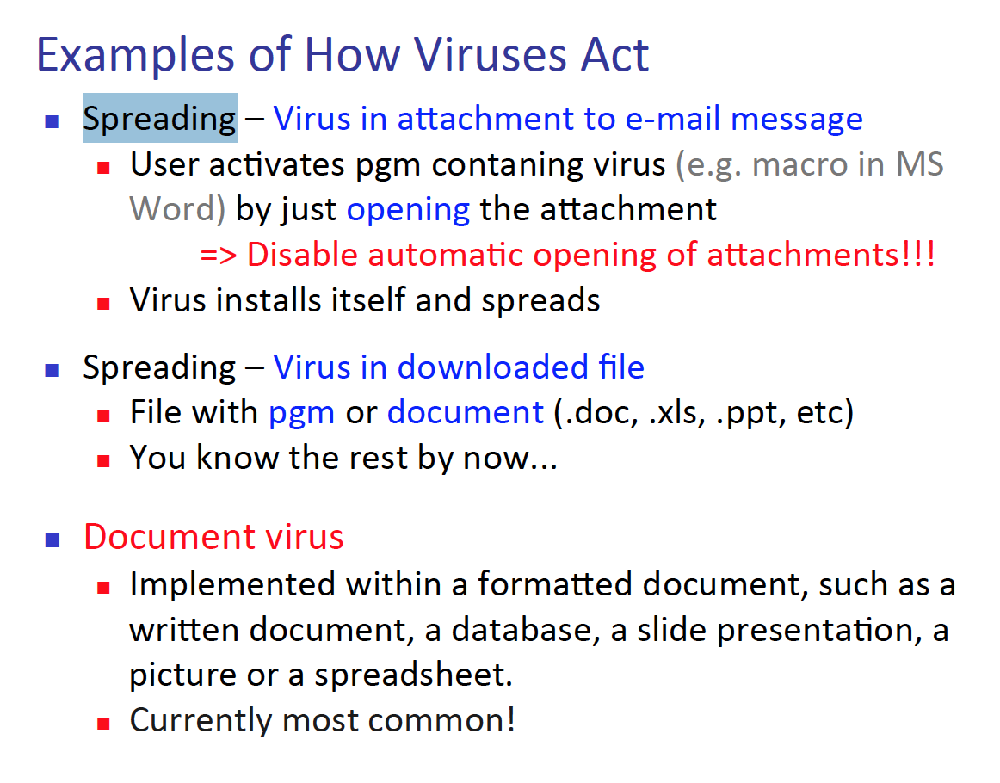 Examples of How Viruses Act
Spreading – Virus in attachment to e-mail message
User activates pgm contaning virus (e.g. macro in MS
Word) by just opening the attachment
=> Disable automatic opening of attachments!!!
Virus installs itself and spreads
Spreading – Virus in downloaded file
File with pgm or document (.doc, .xls, .ppt, etc)
You know the rest by now...
Document virus
Implemented within a formatted document, such as a
written document, a database, a slide presentation, a
picture or a spreadsheet.
Currently most common!